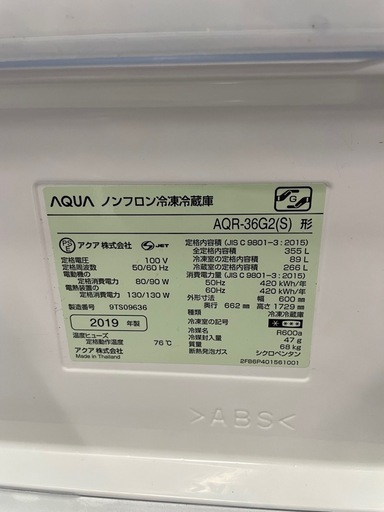 AQUA ノンフロン冷凍冷蔵庫
AQR-36G2(S) 形
G
PS E アクア株式会社 JET
定格電圧 100 V
定格周波数 50/60 Hz
電動機の
定格消費電力 80/90 W
電熱装置の
定格消費電力 130/130 W
製造番号 9TS09636
2019 年製
温度ヒューズ
定格動作温度 76℃
アクア株式会社
Made in Thailand
定格内容積 (JIS C 9801-3 : 2015)
全定格内容積 355 L
冷凍室の定格内容積 89 L
冷蔵室の定格内容積 266 L
消費電力量 (JIS C 9801-3 : 2015)
50Hz 420 kWh/年
60Hz 420 kWh/年
外形寸法 幅 600 mm
奥行 662 mm 高さ 1729 mm
種類 冷凍冷蔵庫
冷凍室の記号
冷媒 R600a
冷媒封入量 47 g
質量 68 kg
断熱発泡ガス シクロペンタン
2FB6P401561001
>ABS<